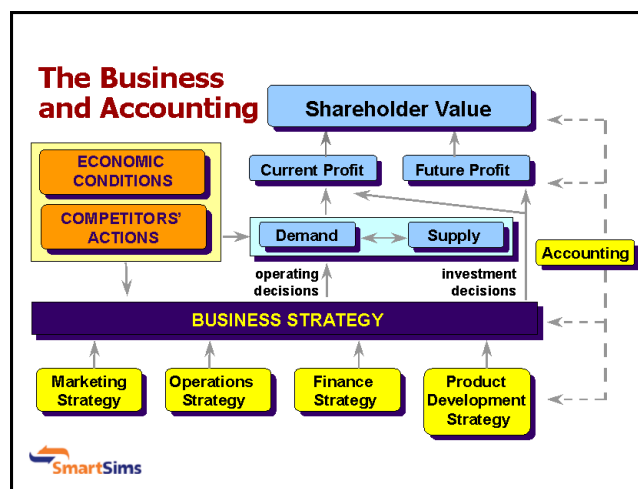 The Business
and Accounting
Shareholder Value
ECONOMIC
CONDITIONS
COMPETITORS'
ACTIONS
Current Profit
Future Profit
Demand
Supply
Accounting
operating
decisions
investment
decisions
BUSINESS STRATEGY
Marketing
Strategy
Operations
Strategy
Finance
Strategy
Product
Development
Strategy
SmartSims